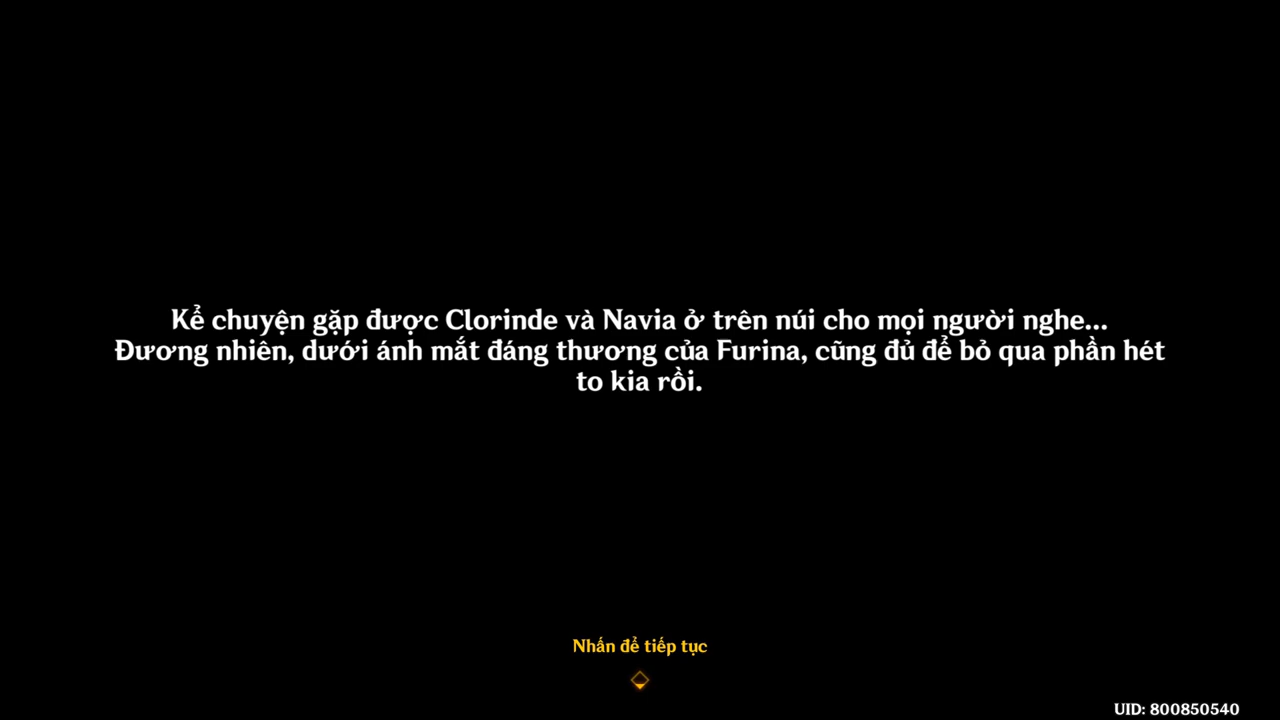 Kể chuyện gặp được Clorinde và Navia ở trên núi cho mọi người nghe...
Đương nhiên, dưới ánh mắt đáng thương của Furina, cũng đủ để bỏ qua phần hét
to kia rồi.
Nhấn để tiếp tục
UID: 800850540